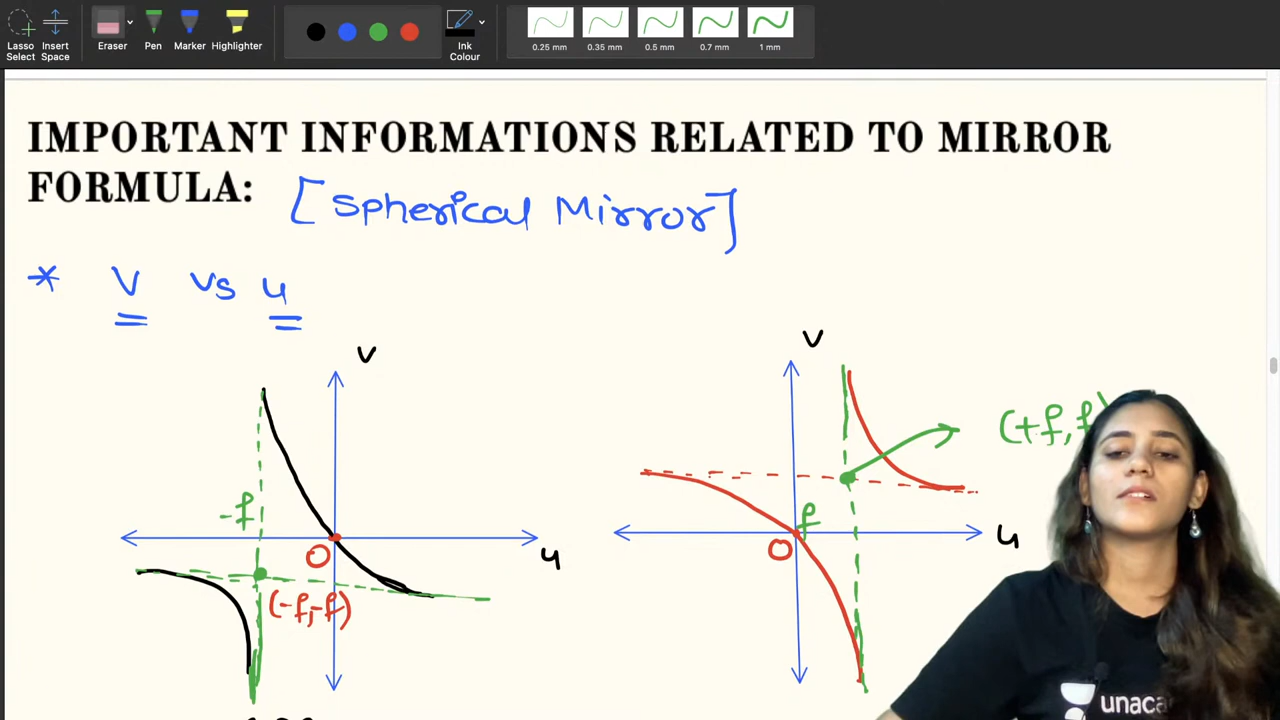 Lasso Select
Insert Space
Eraser
Pen
Marker
Highlighter
Ink Colour
0.25 mm
0.35 mm
0.5 mm
0.7 mm
1 mm
IMPORTANT INFORMATIONS RELATED TO MIRROR
FORMULA: [Spherical Mirror]
* V vs u
V
-f
O
u
(-f,-f)
V
(+f,
f
O
u